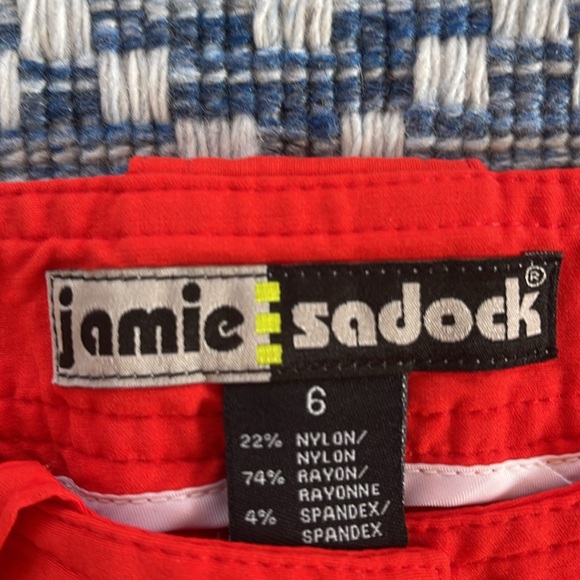 jamie sadock®
6
22% NYLON/
NYLON
74% RAYON/
RAYONNE
4% SPANDEX/
SPANDEX